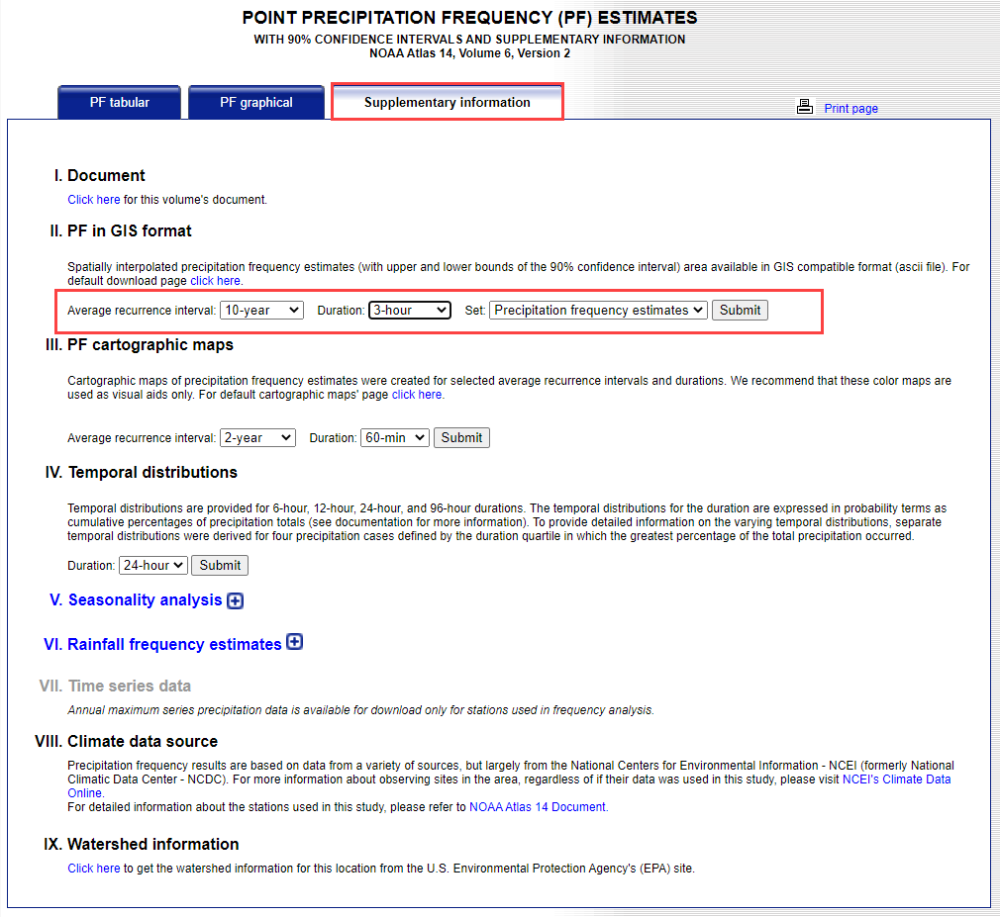 POINT PRECIPITATION FREQUENCY (PF) ESTIMATES
WITH 90% CONFIDENCE INTERVALS AND SUPPLEMENTARY INFORMATION
NOAA Atlas 14, Volume 6, Version 2
PF tabular PF graphical Supplementary information Print page
I. Document
Click here for this volume's document.
II. PF in GIS format
Spatially interpolated precipitation frequency estimates (with upper and lower bounds of the 90% confidence interval) area available in GIS compatible format (ascii file). For
default download page click here.
Average recurrence interval: 10-year Duration: 3-hour Set: Precipitation frequency estimates Submit
III. PF cartographic maps
Cartographic maps of precipitation frequency estimates were created for selected average recurrence intervals and durations. We recommend that these color maps are
used as visual aids only. For default cartographic maps' page click here.
Average recurrence interval: 2-year Duration: 60-min Submit
IV. Temporal distributions
Temporal distributions are provided for 6-hour, 12-hour, 24-hour, and 96-hour durations. The temporal distributions for the duration are expressed in probability terms as
cumulative percentages of precipitation totals (see documentation for more information). To provide detailed information on the varying temporal distributions, separate
temporal distributions were derived for four precipitation cases defined by the duration quartile in which the greatest percentage of the total precipitation occurred.
Duration: 24-hour Submit
V. Seasonality analysis
VI. Rainfall frequency estimates
VII. Time series data
Annual maximum series precipitation data is available for download only for stations used in frequency analysis.
VIII. Climate data source
Precipitation frequency results are based on data from a variety of sources, but largely from the National Centers for Environmental Information - NCEI (formerly National
Climatic Data Center - NCDC). For more information about observing sites in the area, regardless of if their data was used in this study, please visit NCEI's Climate Data
Online.
For detailed information about the stations used in this study, please refer to NOAA Atlas 14 Document.
IX. Watershed information
Click here to get the watershed information for this location from the U.S. Environmental Protection Agency's (EPA) site.